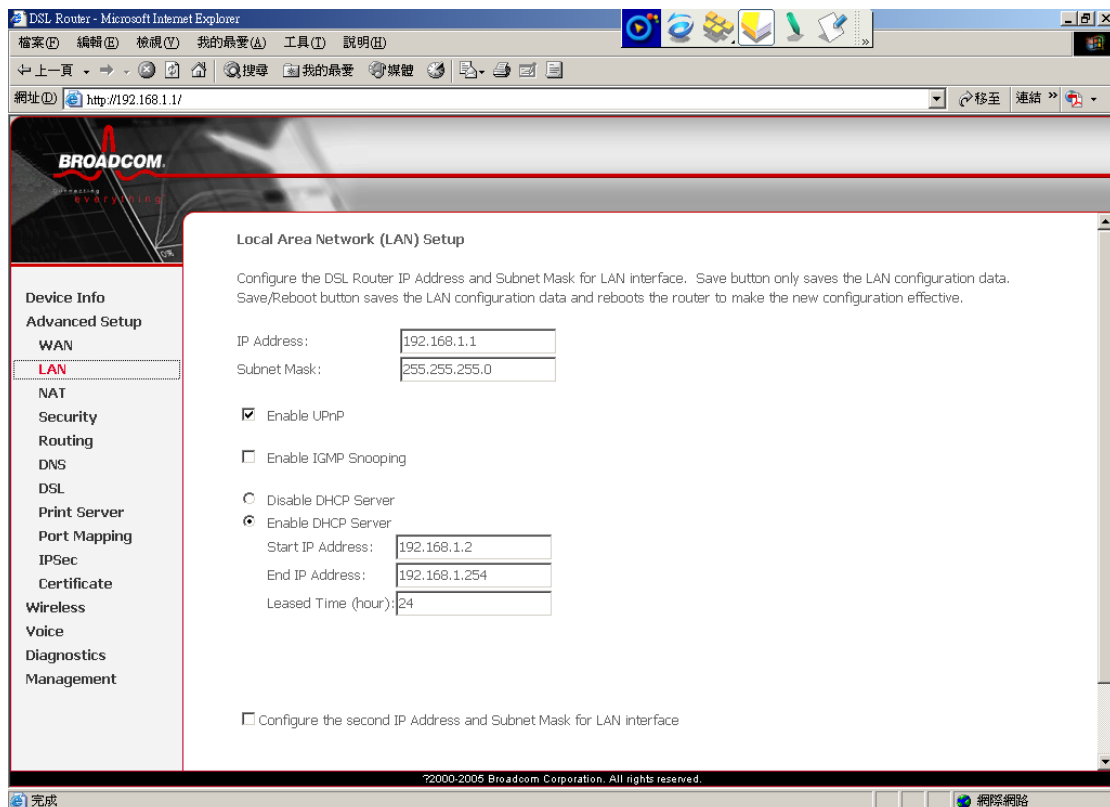 DSL Router - Microsoft Internet Explorer
檔案(F) 編輯(E) 檢視(V) 我的最愛(A) 工具(T) 說明(H)
上一頁 搜尋 我的最愛 媒體
網址(D) http://192.168.1.1/ 移至 連結
BROADCOM.
Connecting
everything
Device Info
Advanced Setup
WAN
LAN
NAT
Security
Routing
DNS
DSL
Print Server
Port Mapping
IPSec
Certificate
Wireless
Voice
Diagnostics
Management
Local Area Network (LAN) Setup
Configure the DSL Router IP Address and Subnet Mask for LAN interface. Save button only saves the LAN configuration data.
Save/Reboot button saves the LAN configuration data and reboots the router to make the new configuration effective.
IP Address: 192.168.1.1
Subnet Mask: 255.255.255.0
Enable UPnP
Enable IGMP Snooping
Disable DHCP Server
Enable DHCP Server
Start IP Address: 192.168.1.2
End IP Address: 192.168.1.254
Leased Time (hour): 24
Configure the second IP Address and Subnet Mask for LAN interface
?2000-2005 Broadcom Corporation. All rights reserved.
完成 網際網路